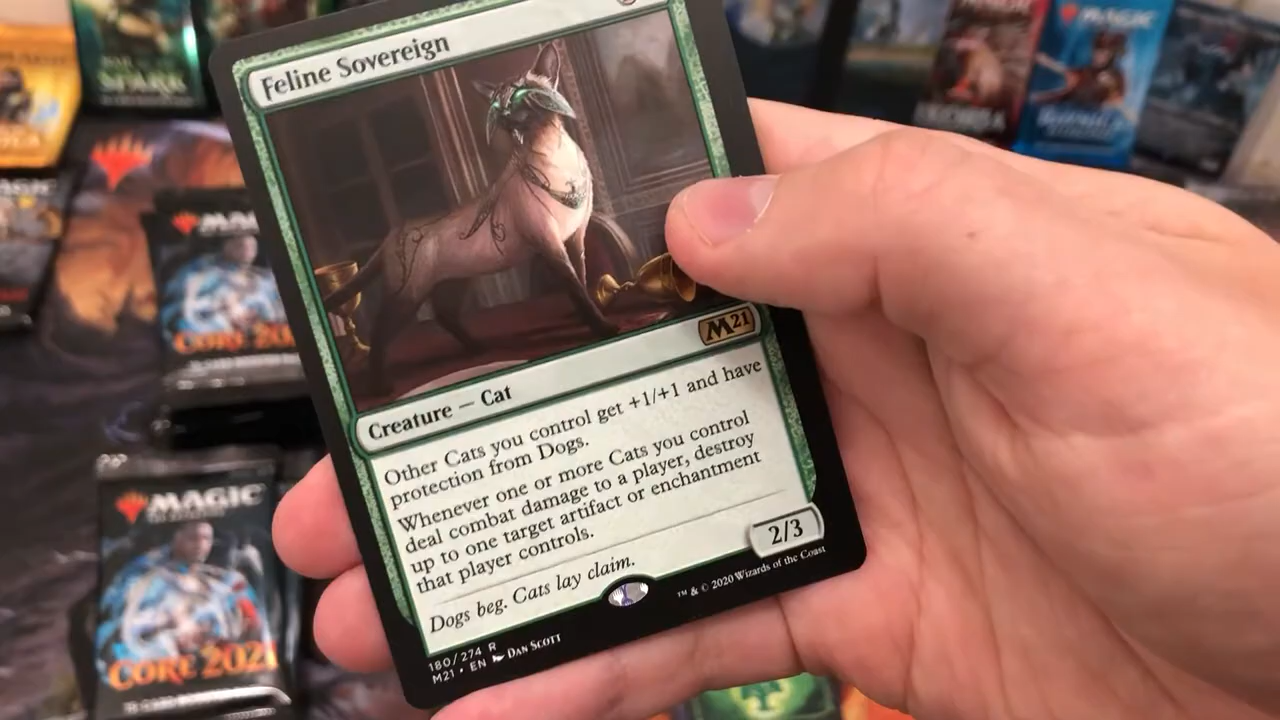 Feline Sovereign
M21
Creature — Cat
Other Cats you control get +1/+1 and have
protection from Dogs.
Whenever one or more Cats you control
deal combat damage to a player, destroy
up to one target artifact or enchantment
that player controls.
Dogs beg. Cats lay claim.
2/3
180/274 R
M21 • EN DAN SCOTT
™ & © 2020 Wizards of the Coast
SPARK
MAGIC
MAGIC
CORE 2021
MAGIC